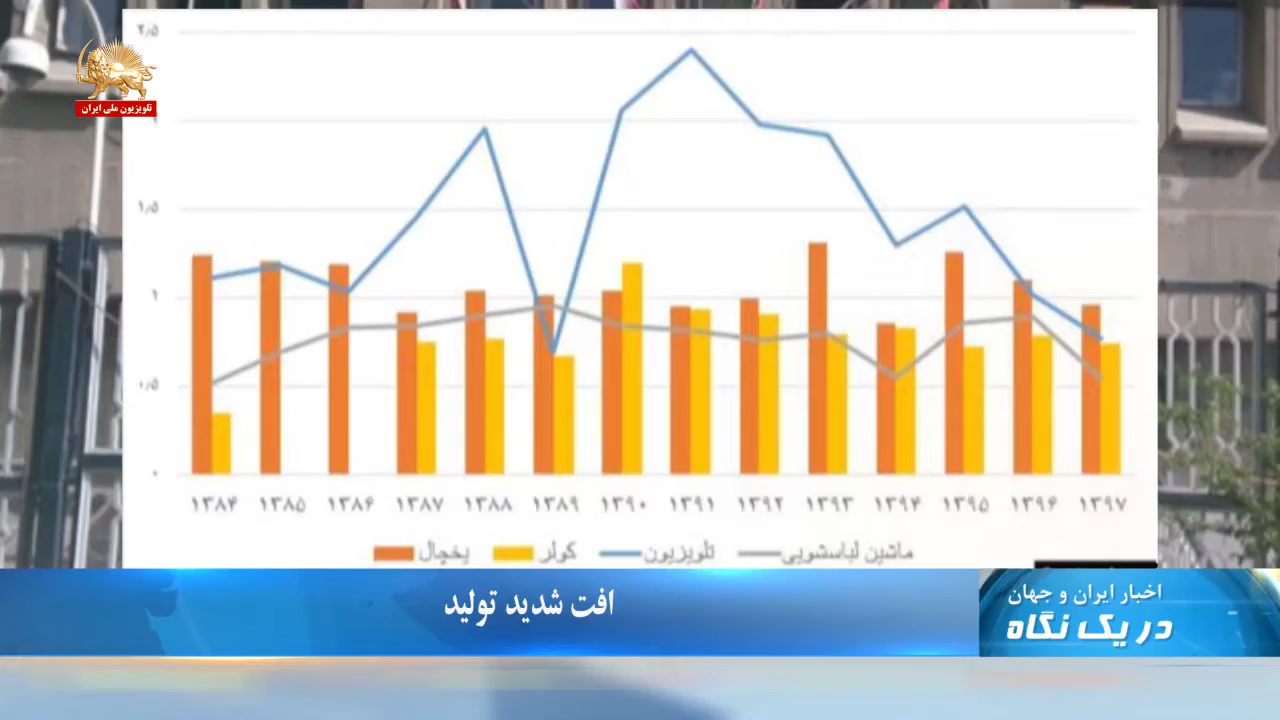 ۲٫۵
تلویزیون ملی ایران
۱٫۵
۱
۰٫۵
۰
۱۳۸۴ ۱۳۸۵ ۱۳۸۶ ۱۳۸۷ ۱۳۸۸ ۱۳۸۹ ۱۳۹۰ ۱۳۹۱ ۱۳۹۲ ۱۳۹۳ ۱۳۹۴ ۱۳۹۵ ۱۳۹۶ ۱۳۹۷
یخچال کولر تلویزیون ماشین لباسشویی
اخبار ایران و جهان
در یک نگاه
افت شدید تولید